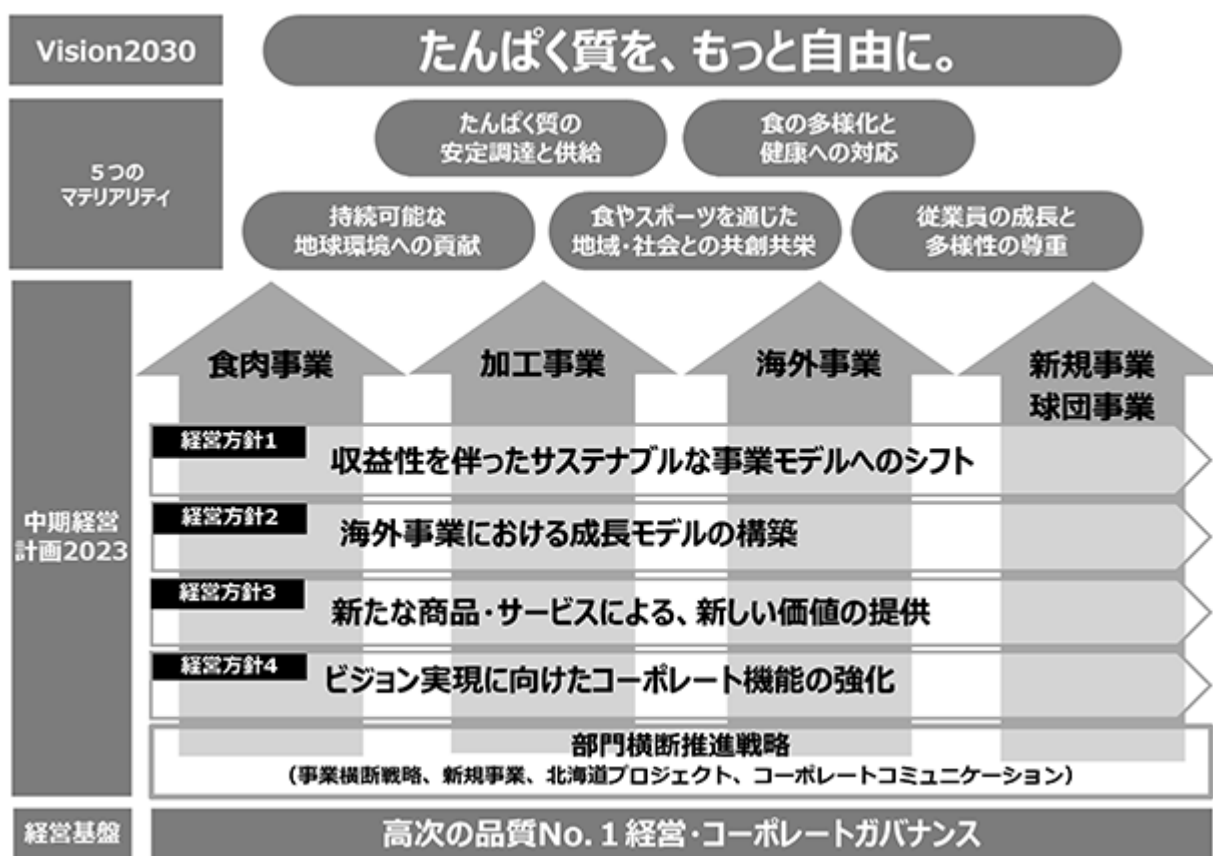 Vision2030
たんぱく質を、もっと自由に。
5つの
マテリアリティ
たんぱく質の
安定調達と供給
食の多様化と
健康への対応
持続可能な
地球環境への貢献
食やスポーツを通じた
地域・社会との共創共栄
従業員の成長と
多様性の尊重
中期経営
計画2023
食肉事業
加工事業
海外事業
新規事業
球団事業
経営方針1
収益性を伴ったサステナブルな事業モデルへのシフト
経営方針2
海外事業における成長モデルの構築
経営方針3
新たな商品・サービスによる、新しい価値の提供
経営方針4
ビジョン実現に向けたコーポレート機能の強化
部門横断推進戦略
（事業横断戦略、新規事業、北海道プロジェクト、コーポレートコミュニケーション）
経営基盤
高次の品質No.1経営・コーポレートガバナンス